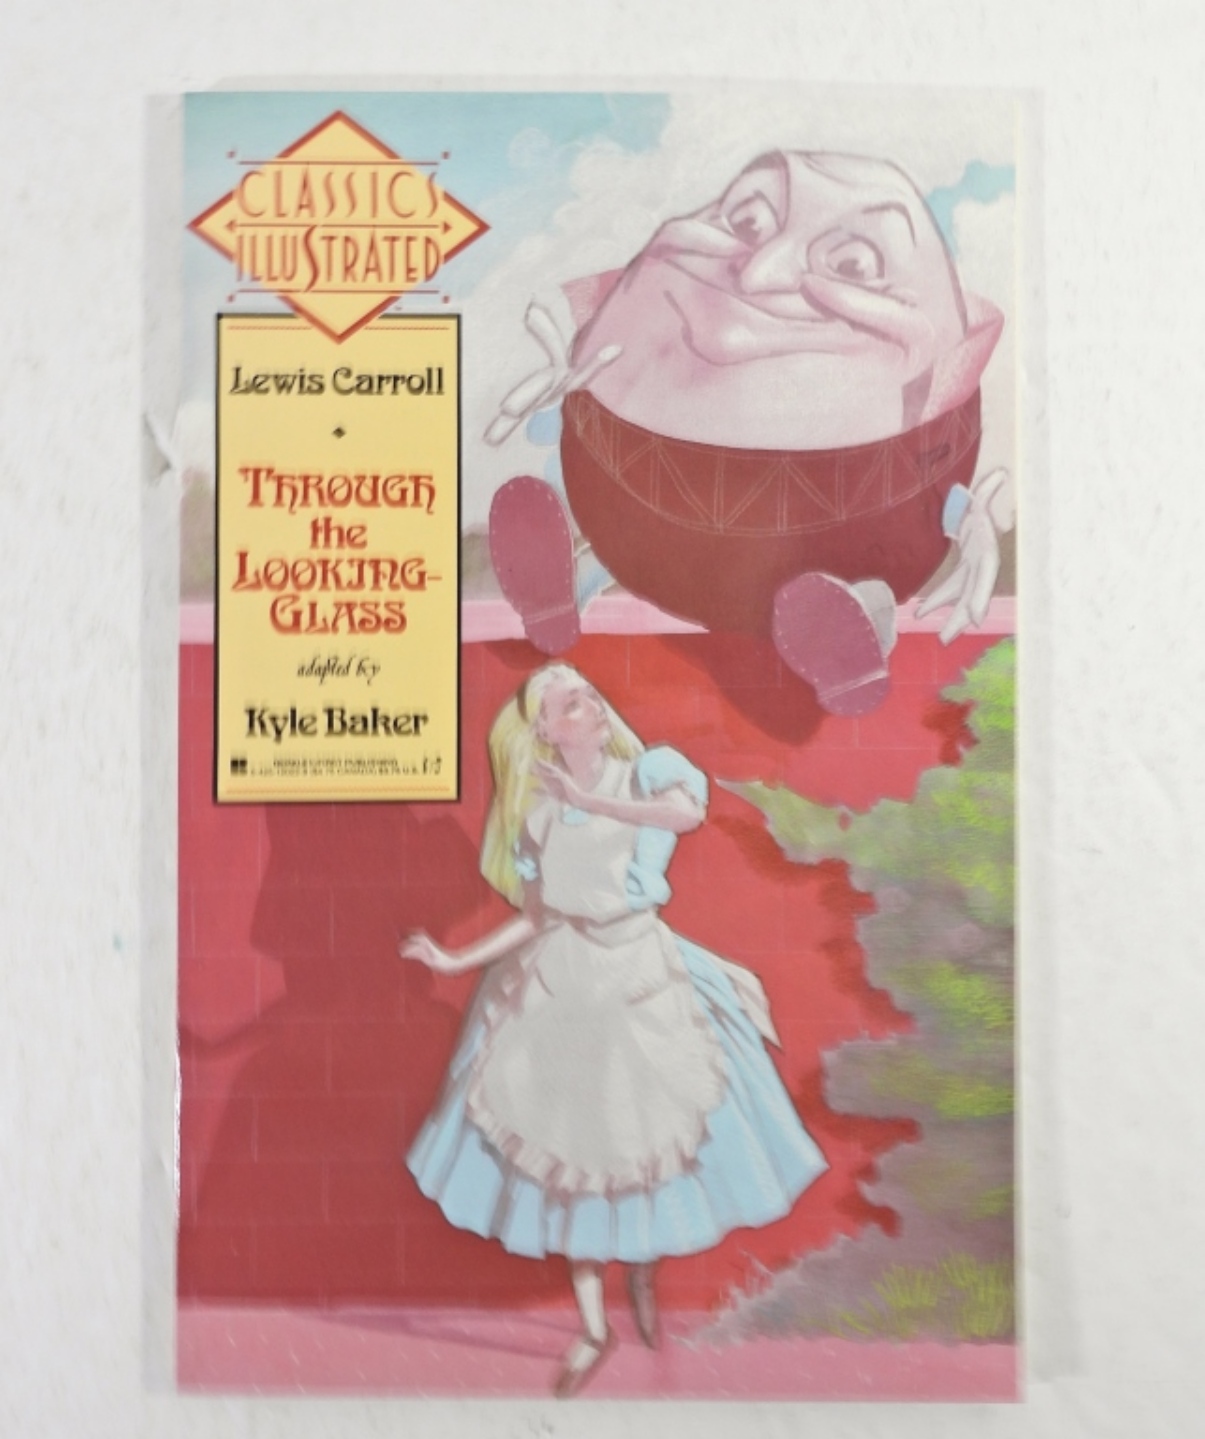 CLASSICS
ILLUSTRATED
Lewis Carroll
THROUGH
the
LOOKING-
GLASS
adapted by
Kyle Baker